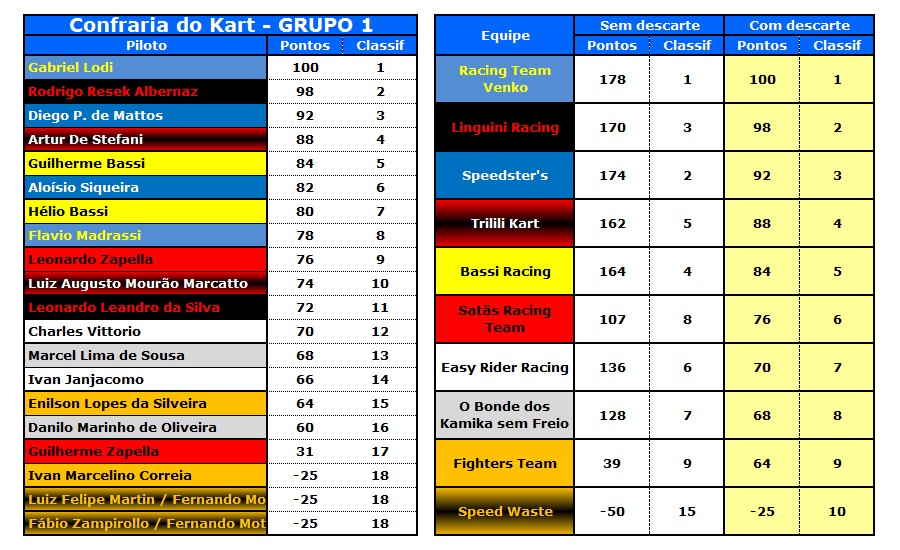 Confraria do Kart - GRUPO 1
Piloto Pontos Classif
Gabriel Lodi 100 1
Rodrigo Resek Albernaz 98 2
Diego P. de Mattos 92 3
Artur De Stefani 88 4
Guilherme Bassi 84 5
Aloísio Siqueira 82 6
Hélio Bassi 80 7
Flavio Madrassi 78 8
Leonardo Zapella 76 9
Luiz Augusto Mourão Marcatto 74 10
Leonardo Leandro da Silva 72 11
Charles Vittorio 70 12
Marcel Lima de Sousa 68 13
Ivan Janjacomo 66 14
Enilson Lopes da Silveira 64 15
Danilo Marinho de Oliveira 60 16
Guilherme Zapella 31 17
Ivan Marcelino Correia -25 18
Luiz Felipe Martin / Fernando Mo -25 18
Fábio Zampirollo / Fernando Mot -25 18
Equipe Sem descarte Com descarte
Pontos Classif Pontos Classif
Racing Team
Venko 178 1 100 1
Linguini Racing 170 3 98 2
Speedster's 174 2 92 3
Trilili Kart 162 5 88 4
Bassi Racing 164 4 84 5
Satãs Racing
Team 107 8 76 6
Easy Rider Racing 136 6 70 7
O Bonde dos
Kamika sem Freio 128 7 68 8
Fighters Team 39 9 64 9
Speed Waste -50 15 -25 10